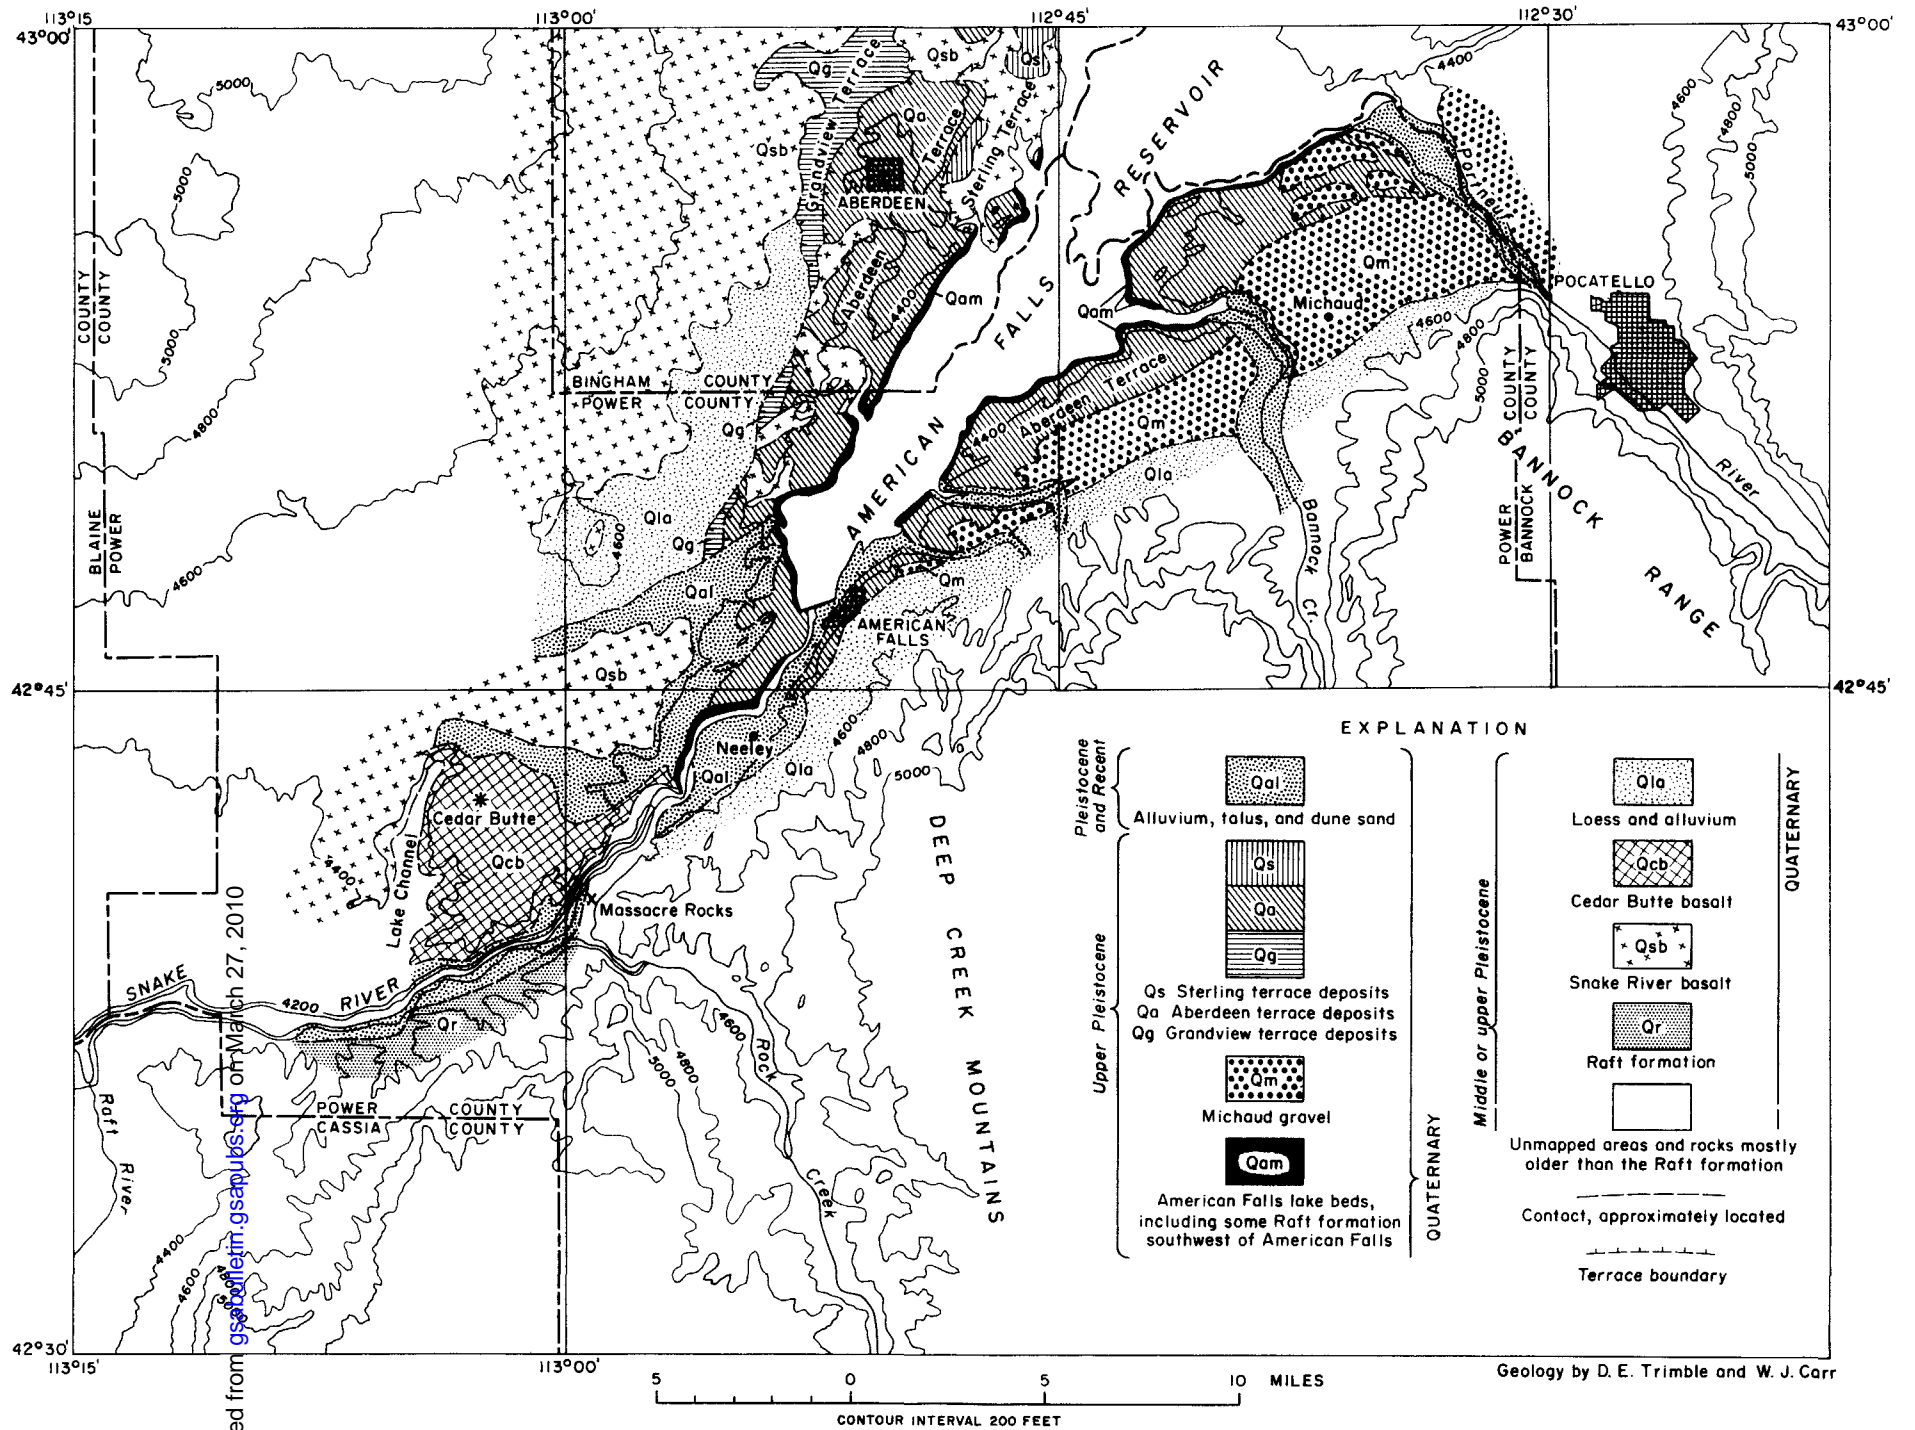 113°15'
113°00'
112°45'
112°30'
43°00'
43°00'
5000
5000
5000
4800
4600
COUNTY
COUNTY
BLAINE
POWER
Qsb
Qg
Grandview Terrace
Qsb
Qs
Qa
Terrace
Sterling Terrace
ABERDEEN
Aberdeen
4400
Qam
BINGHAM COUNTY
POWER COUNTY
Qg
Qla
4600
Qg
Qal
Qsb
AMERICAN FALLS RESERVOIR
4400
4600
4800
5000
Portneuf
Qm
Michaud
Qam
POCATELLO
4600
4800
5000
Aberdeen Terrace
4400
Qm
Qla
COUNTY
COUNTY
POWER
BANNOCK
BANNOCK RANGE
River
Bannock Cr.
Qm
AMERICAN
FALLS
42°45'
42°45'
Neeley
Qal
Qla
4600
4800
5000
Cedar Butte
Qcb
Lake Channel
4400
Massacre Rocks
SNAKE RIVER
4200
Qr
DEEP CREEK MOUNTAINS
4600
Rock Creek
4800
5000
POWER COUNTY
CASSIA COUNTY
Raft River
4400
4600
4800
42°30'
113°15'
113°00'
EXPLANATION
Pleistocene
and Recent
Qal
Alluvium, talus, and dune sand
Upper Pleistocene
Qs
Qa
Qg
Qs Sterling terrace deposits
Qa Aberdeen terrace deposits
Qg Grandview terrace deposits
Qm
Michaud gravel
Qam
American Falls lake beds,
including some Raft formation
southwest of American Falls
QUATERNARY
Middle or upper Pleistocene
Qla
Loess and alluvium
Qcb
Cedar Butte basalt
Qsb
Snake River basalt
Qr
Raft formation
Unmapped areas and rocks mostly
older than the Raft formation
Contact, approximately located
Terrace boundary
QUATERNARY
Geology by D. E. Trimble and W. J. Carr
5 0 5 10 MILES
CONTOUR INTERVAL 200 FEET
ed from gsabulletin.gsapubs.org on March 27, 2010